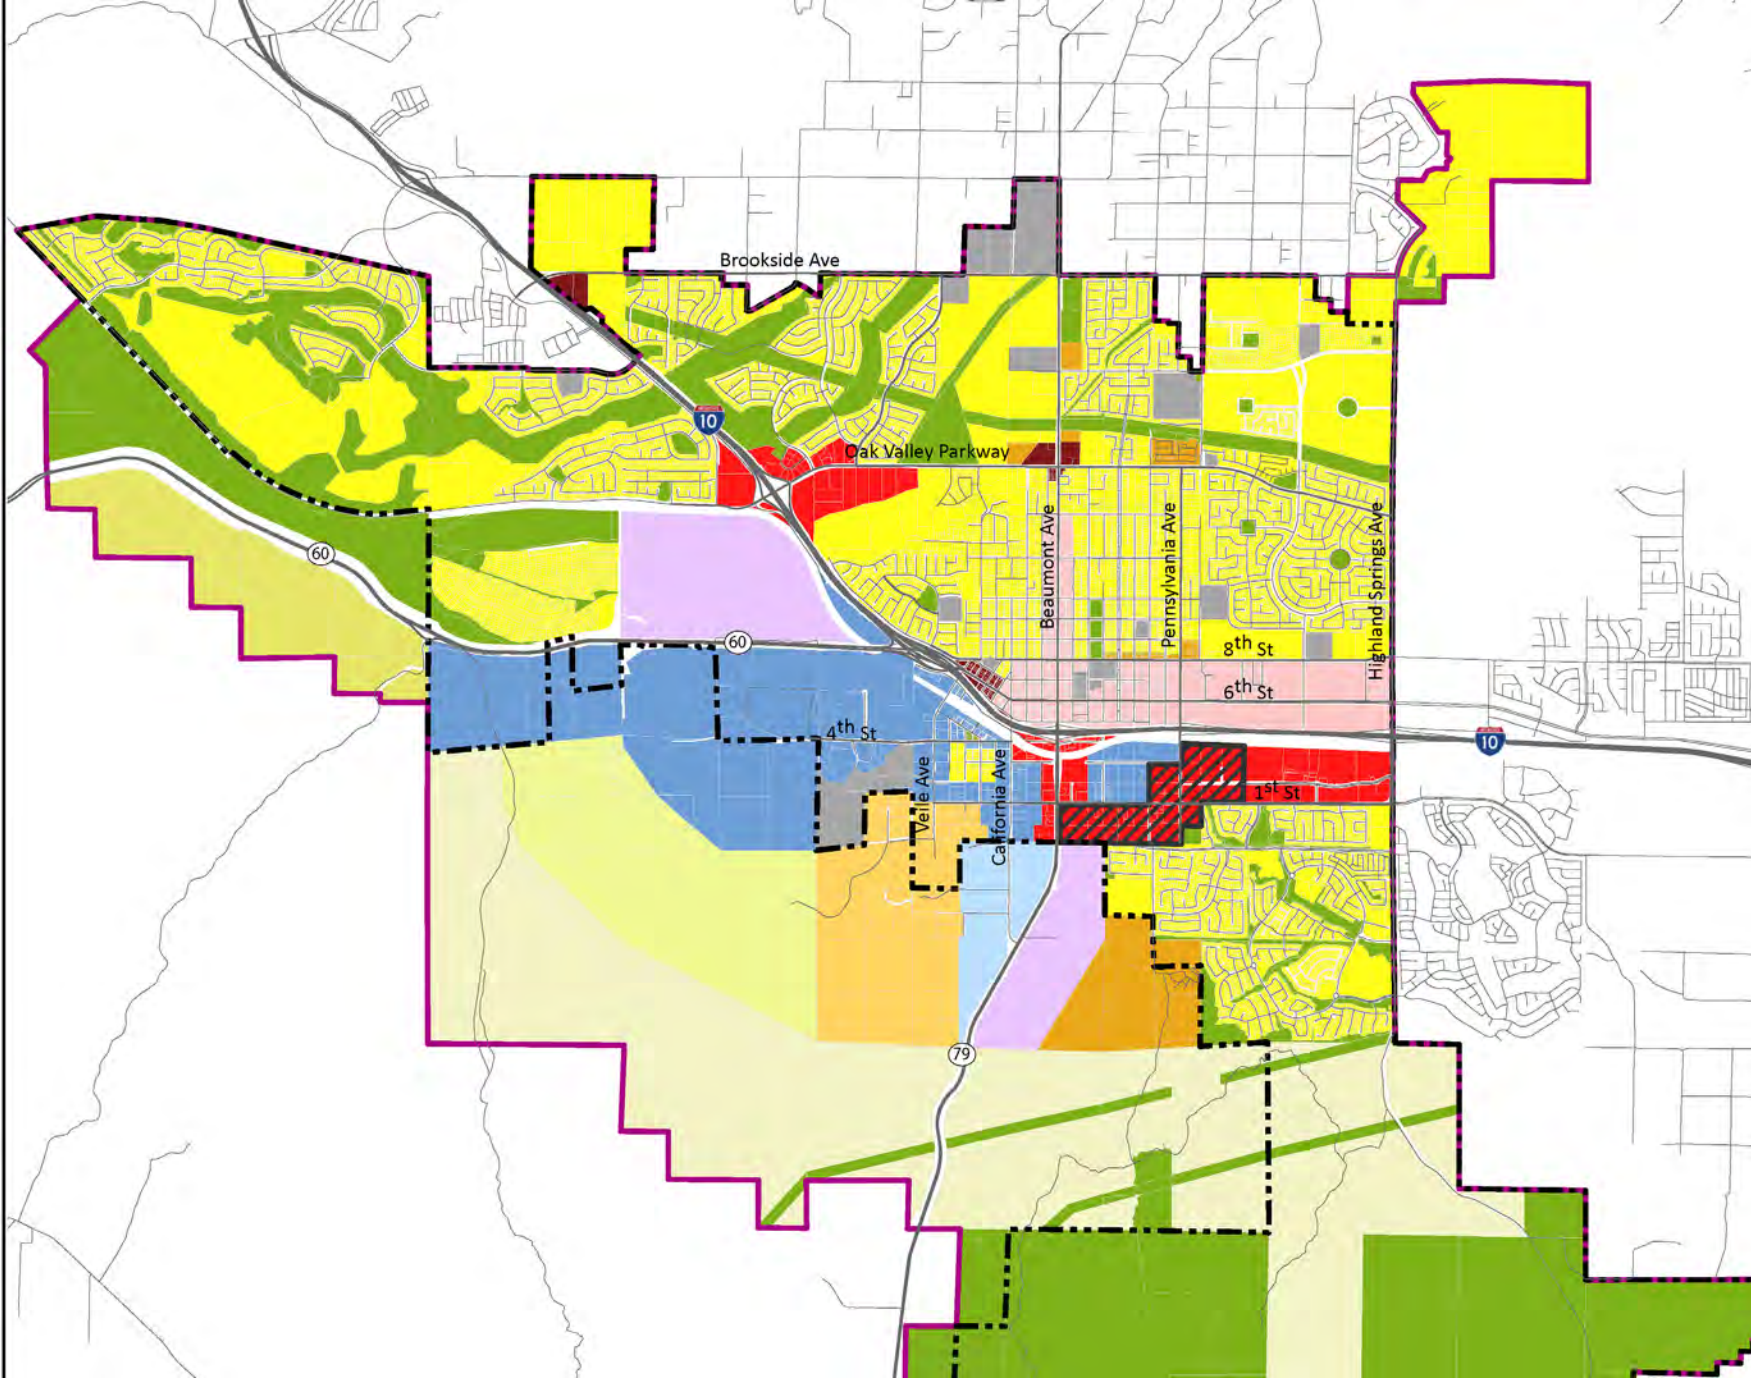 Brookside Ave
10
Oak Valley Parkway
Beaumont Ave
Pennsylvania Ave
Highland Springs Ave
60
60
8th St
6th St
4th St
10
Veile Ave
California Ave
1st St
79